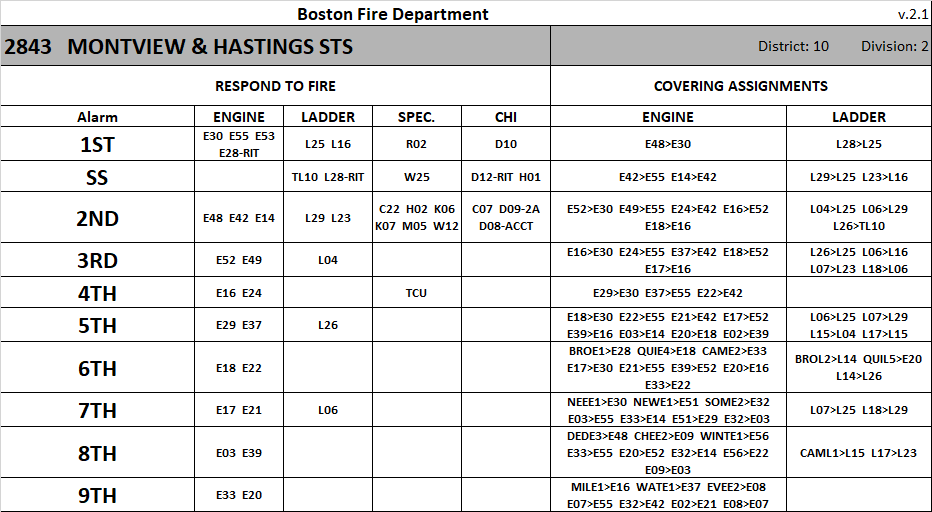 Boston Fire Department v.2.1
2843 MONTVIEW & HASTINGS STS District: 10 Division: 2
RESPOND TO FIRE COVERING ASSIGNMENTS
Alarm ENGINE LADDER SPEC. CHI ENGINE LADDER
1ST
E30 E55 E53
E28-RIT
L25 L16
R02
D10
E48>E30
L28>L25
SS
TL10 L28-RIT
W25
D12-RIT H01
E42>E55 E14>E42
L29>L25 L23>L16
2ND
E48 E42 E14
L29 L23
C22 H02 K06
K07 M05 W12
C07 D09-2A
D08-ACCT
E52>E30 E49>E55 E24>E42 E16>E52
E18>E16
L04>L25 L06>L29
L26>TL10
3RD
E52 E49
L04
E16>E30 E24>E55 E37>E42 E18>E52
E17>E16
L26>L25 L06>L16
L07>L23 L18>L06
4TH
E16 E24
TCU
E29>E30 E37>E55 E22>E42
5TH
E29 E37
L26
E18>E30 E22>E55 E21>E42 E17>E52
E39>E16 E03>E14 E20>E18 E02>E39
L06>L25 L07>L29
L15>L04 L17>L15
6TH
E18 E22
BROE1>E28 QUIE4>E18 CAME2>E33
E17>E30 E21>E55 E39>E52 E20>E16
E33>E22
BROL2>L14 QUIL5>E20
L14>L26
7TH
E17 E21
L06
NEEE1>E30 NEWE1>E51 SOME2>E32
E03>E55 E33>E14 E51>E29 E32>E03
L07>L25 L18>L29
8TH
E03 E39
DEDE3>E48 CHEE2>E09 WINTE1>E56
E33>E55 E20>E52 E32>E14 E56>E22
E09>E03
CAML1>L15 L17>L23
9TH
E33 E20
MILE1>E16 WATE1>E37 EVEE2>E08
E07>E55 E32>E42 E02>E21 E08>E07